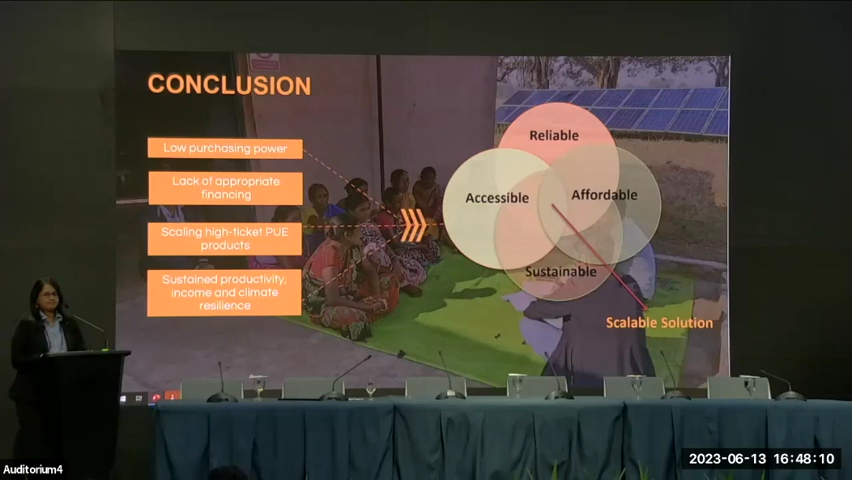 CONCLUSION
Low purchasing power
Lack of appropriate
financing
Scaling high-ticket PUE
products
Sustained productivity,
income and climate
resilience
Reliable
Accessible
Affordable
Sustainable
Scalable Solution
Auditorium4
2023-06-13 16:48:10